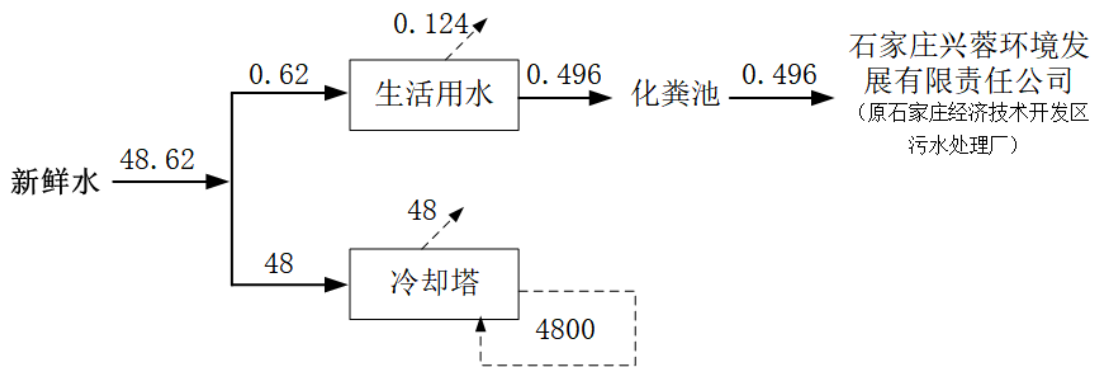 0.124
石家庄兴蓉环境发
展有限责任公司
（原石家庄经济技术开发区
污水处理厂）
0.62
生活用水
0.496
化粪池
0.496
新鲜水
48.62
48
48
冷却塔
4800